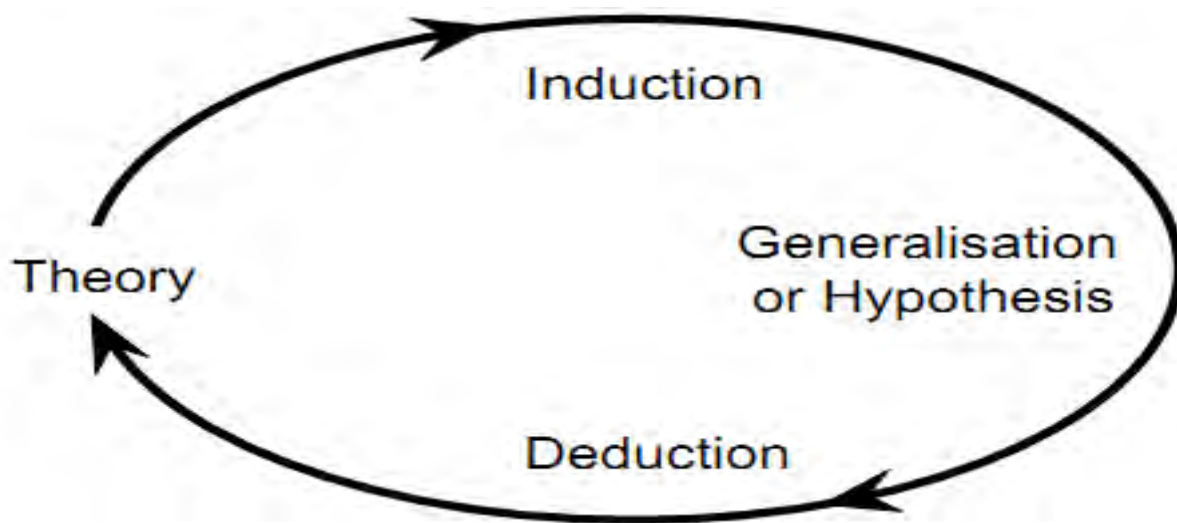 Induction
Theory
Generalisation
or Hypothesis
Deduction